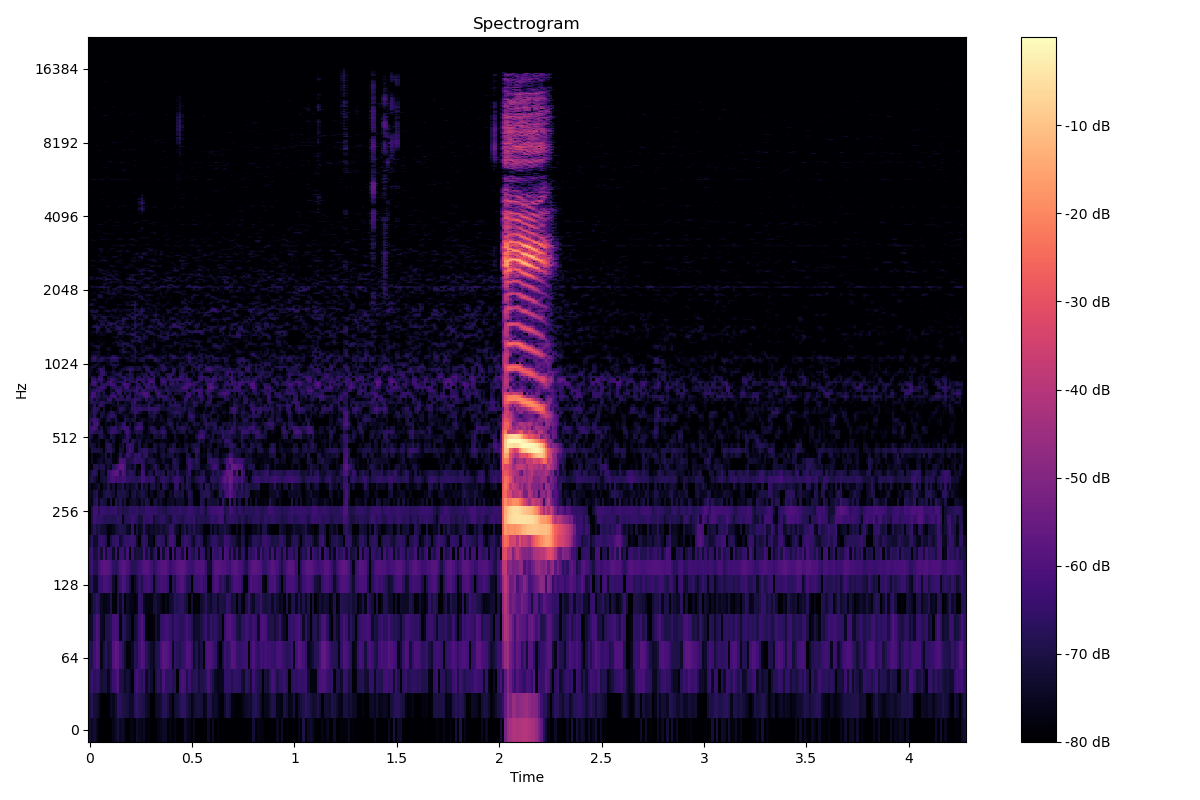 Spectrogram
16384
8192
4096
2048
1024
512
256
128
64
0
Hz
0 0.5 1 1.5 2 2.5 3 3.5 4
Time
-10 dB
-20 dB
-30 dB
-40 dB
-50 dB
-60 dB
-70 dB
-80 dB